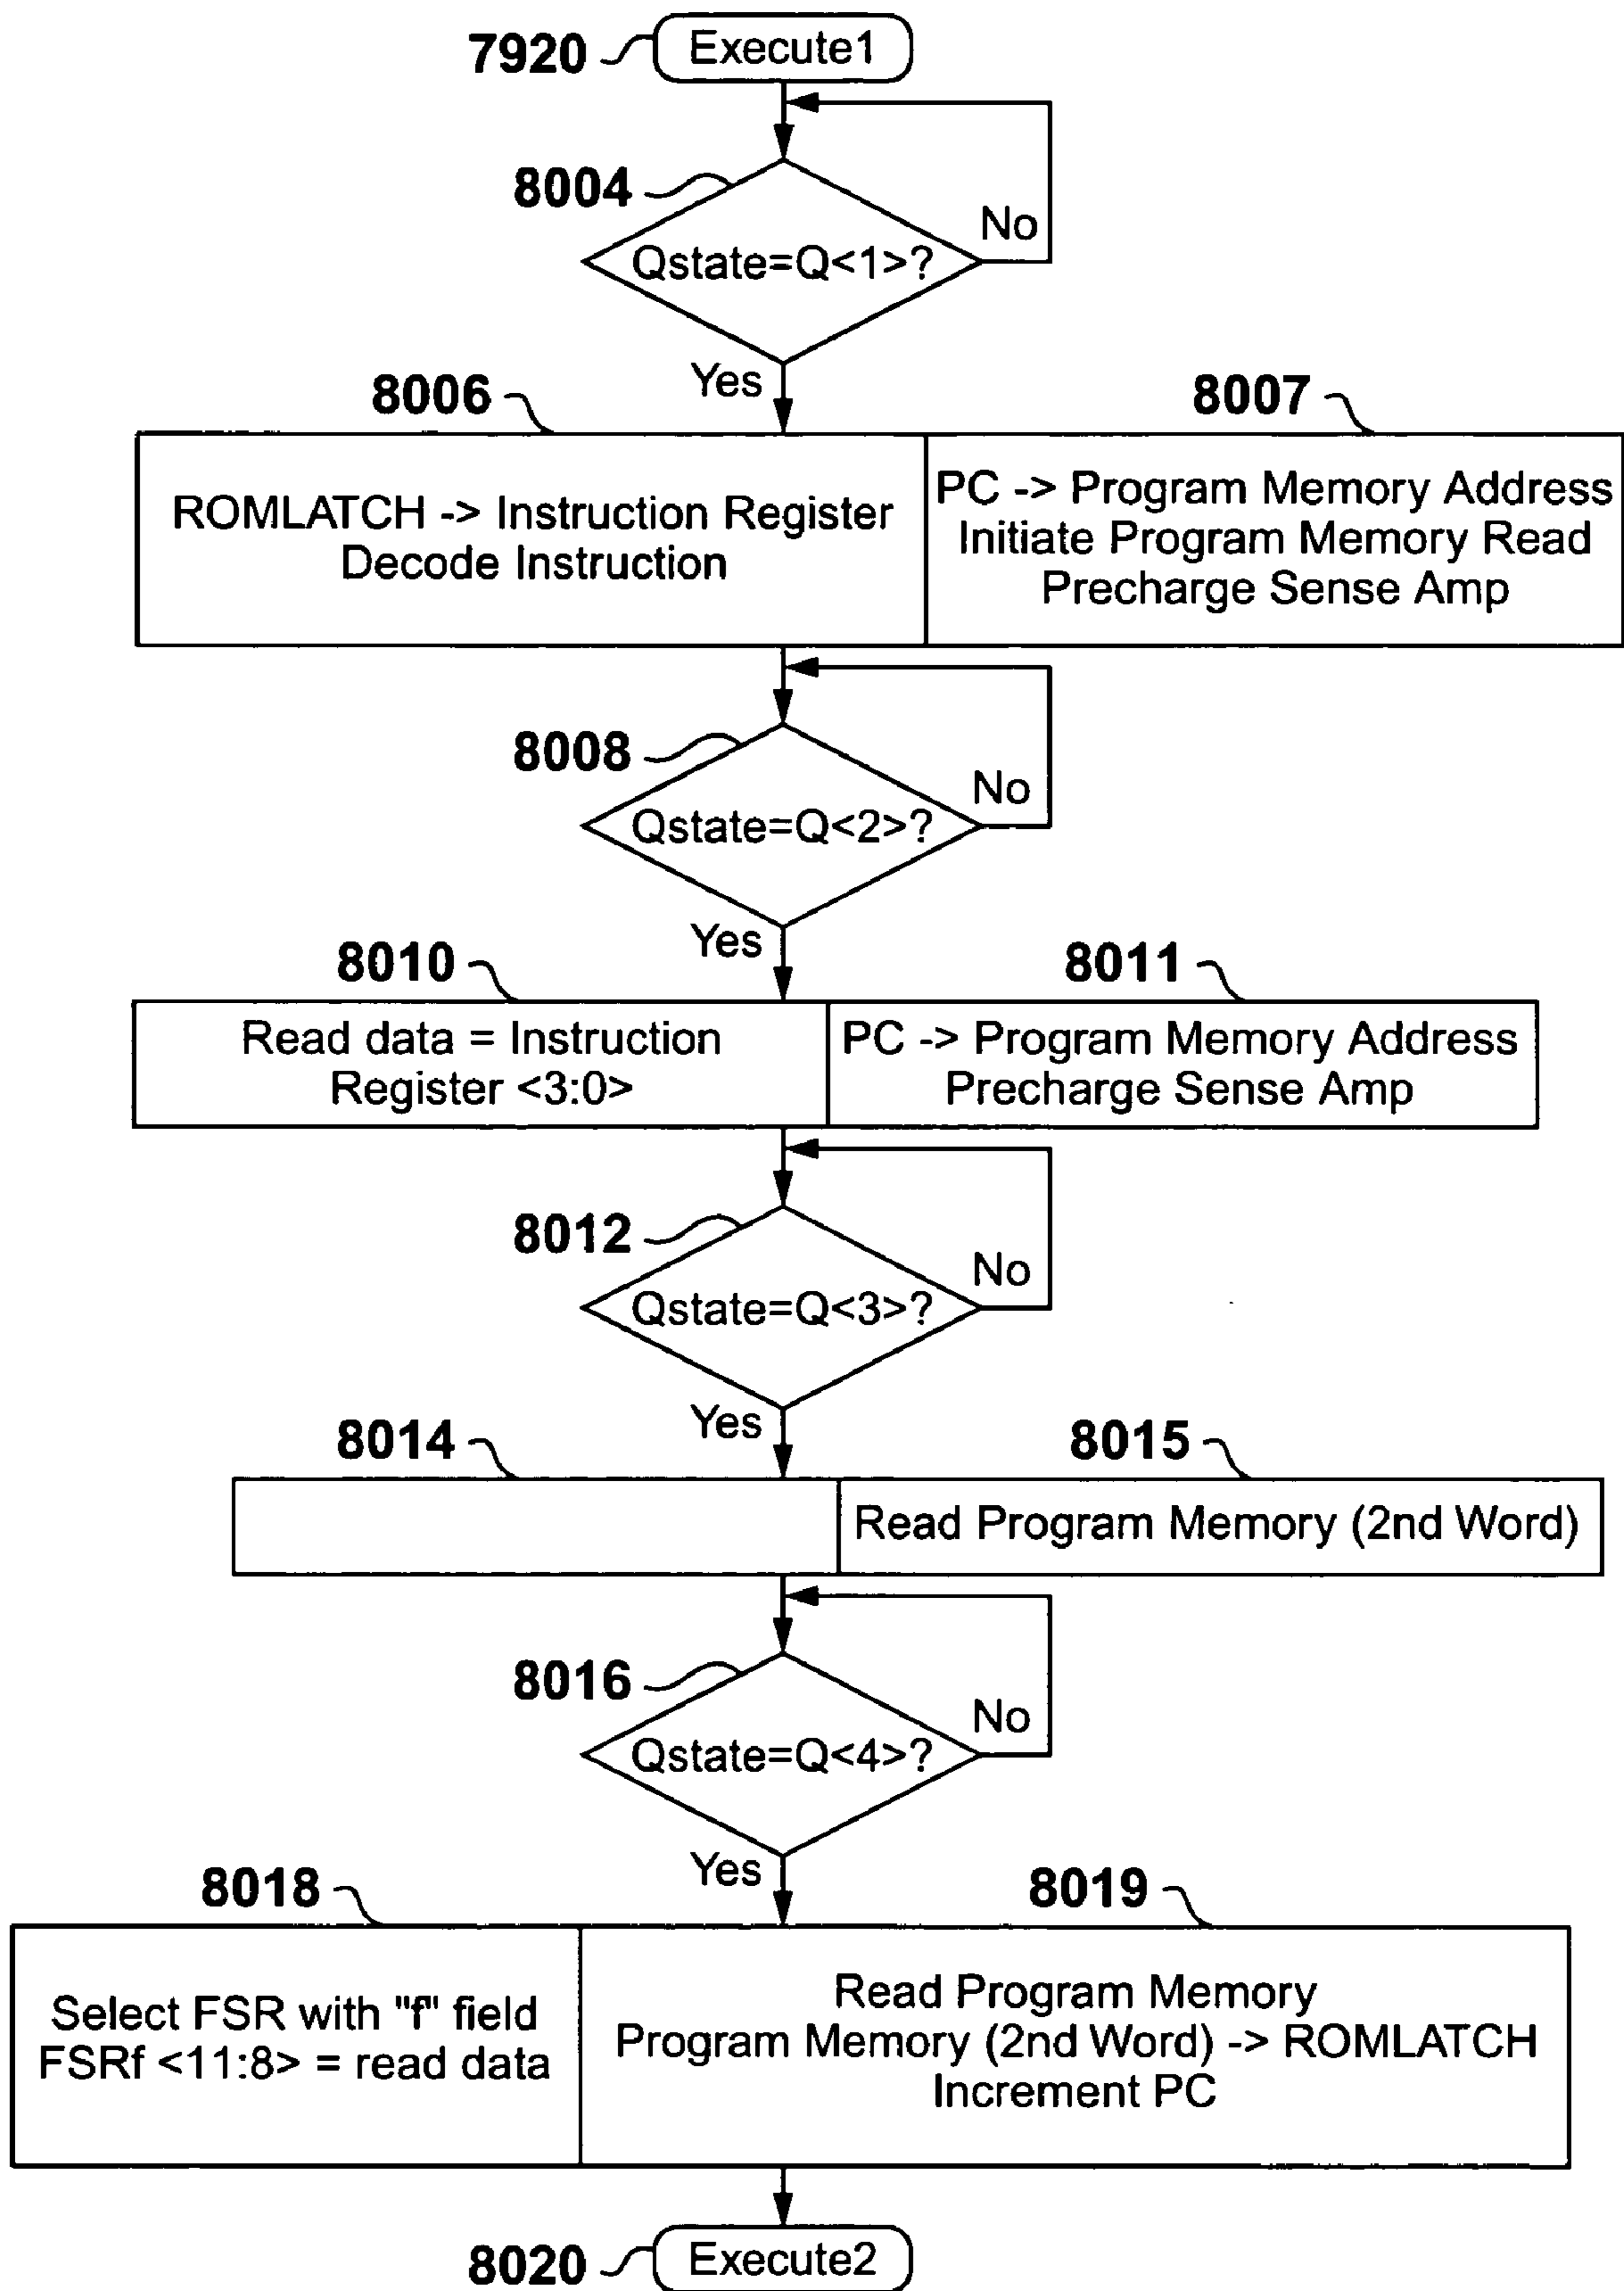 7920
Execute1
8004
No
Qstate=Q<1>?
Yes
8006
8007
ROMLATCH -> Instruction Register
Decode Instruction
PC -> Program Memory Address
Initiate Program Memory Read
Precharge Sense Amp
8008
No
Qstate=Q<2>?
Yes
8010
8011
Read data = Instruction
Register <3:0>
PC -> Program Memory Address
Precharge Sense Amp
8012
No
Qstate=Q<3>?
Yes
8014
8015
Read Program Memory (2nd Word)
8016
No
Qstate=Q<4>?
Yes
8018
8019
Select FSR with "f" field
FSRf <11:8> = read data
Read Program Memory
Program Memory (2nd Word) -> ROMLATCH
Increment PC
8020
Execute2